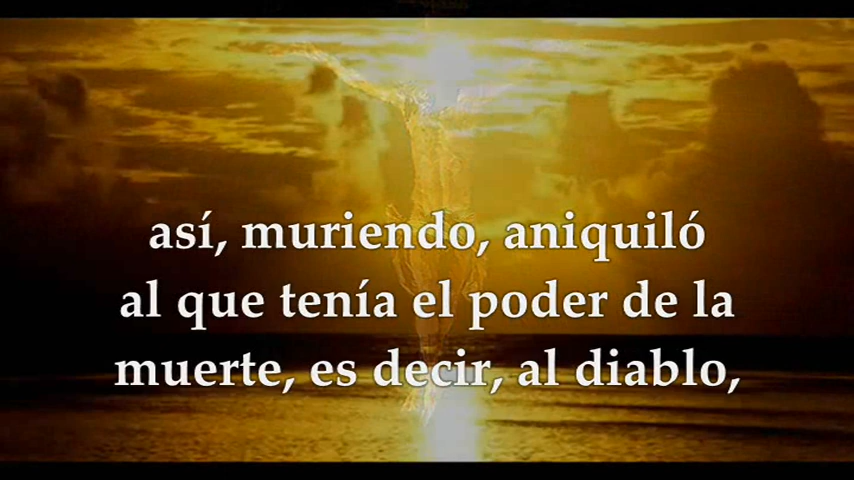 así, muriendo, aniquiló
al que tenía el poder de la
muerte, es decir, al diablo,